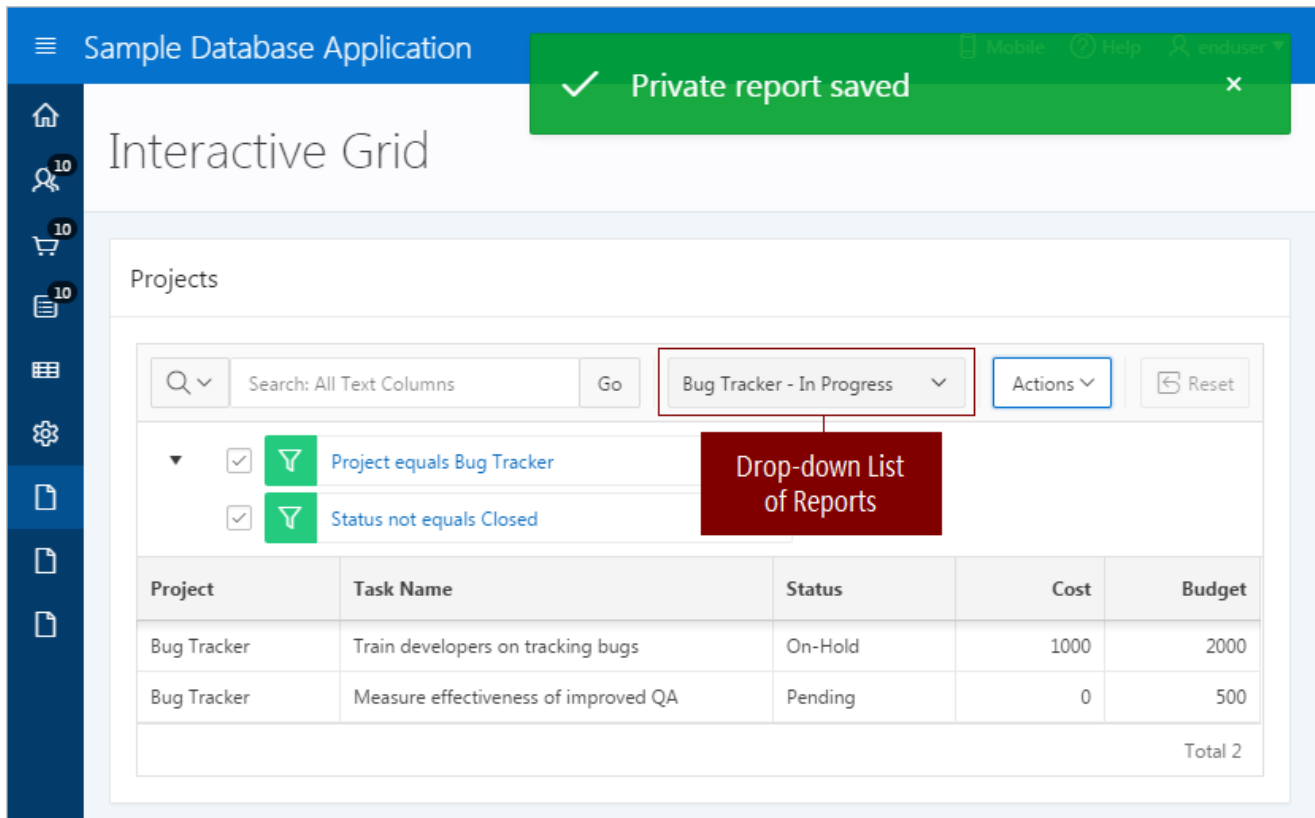 Sample Database Application
Mobile
Help
enduser
Private report saved
Interactive Grid
10
10
10
Projects
Search: All Text Columns
Go
Bug Tracker - In Progress
Actions
Reset
Project equals Bug Tracker
Status not equals Closed
Drop-down List
of Reports
Project Task Name Status Cost Budget
Bug Tracker Train developers on tracking bugs On-Hold 1000 2000
Bug Tracker Measure effectiveness of improved QA Pending 0 500
Total 2